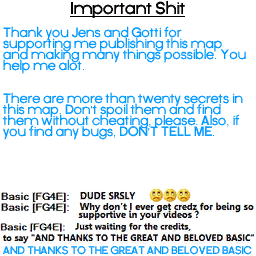 Important Shit
Thank you Jens and Gotti for
supporting me publishing this map
and making many things possible. You
help me alot.
There are more than twenty secrets in
this map. Don't spoil them and find
them without cheating, please. Also, if
you find any bugs, DON'T TELL ME.
Basic [FG4E]: DUDE SRSLY
Basic [FG4E]: Why don't I ever get credz for being so
supportive in your videos ?
Basic [FG4E]: Just waiting for the credits,
to say "AND THANKS TO THE GREAT AND BELOVED BASIC"
AND THANKS TO THE GREAT AND BELOVED BASIC